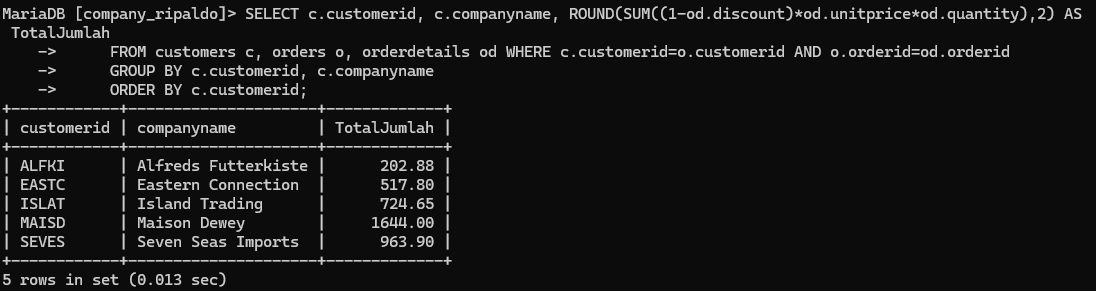 MariaDB [company_ripaldo]> SELECT c.customerid, c.companyname, ROUND(SUM((1-od.discount)*od.unitprice*od.quantity),2) AS
 TotalJumlah
    ->      FROM customers c, orders o, orderdetails od WHERE c.customerid=o.customerid AND o.orderid=od.orderid
    ->      GROUP BY c.customerid, c.companyname
    ->      ORDER BY c.customerid;
+------------+---------------------+-------------+
| customerid | companyname         | TotalJumlah |
+------------+---------------------+-------------+
| ALFKI      | Alfreds Futterkiste |      202.88 |
| EASTC      | Eastern Connection  |      517.80 |
| ISLAT      | Island Trading      |      724.65 |
| MAISD      | Maison Dewey        |     1644.00 |
| SEVES      | Seven Seas Imports  |      963.90 |
+------------+---------------------+-------------+
5 rows in set (0.013 sec)